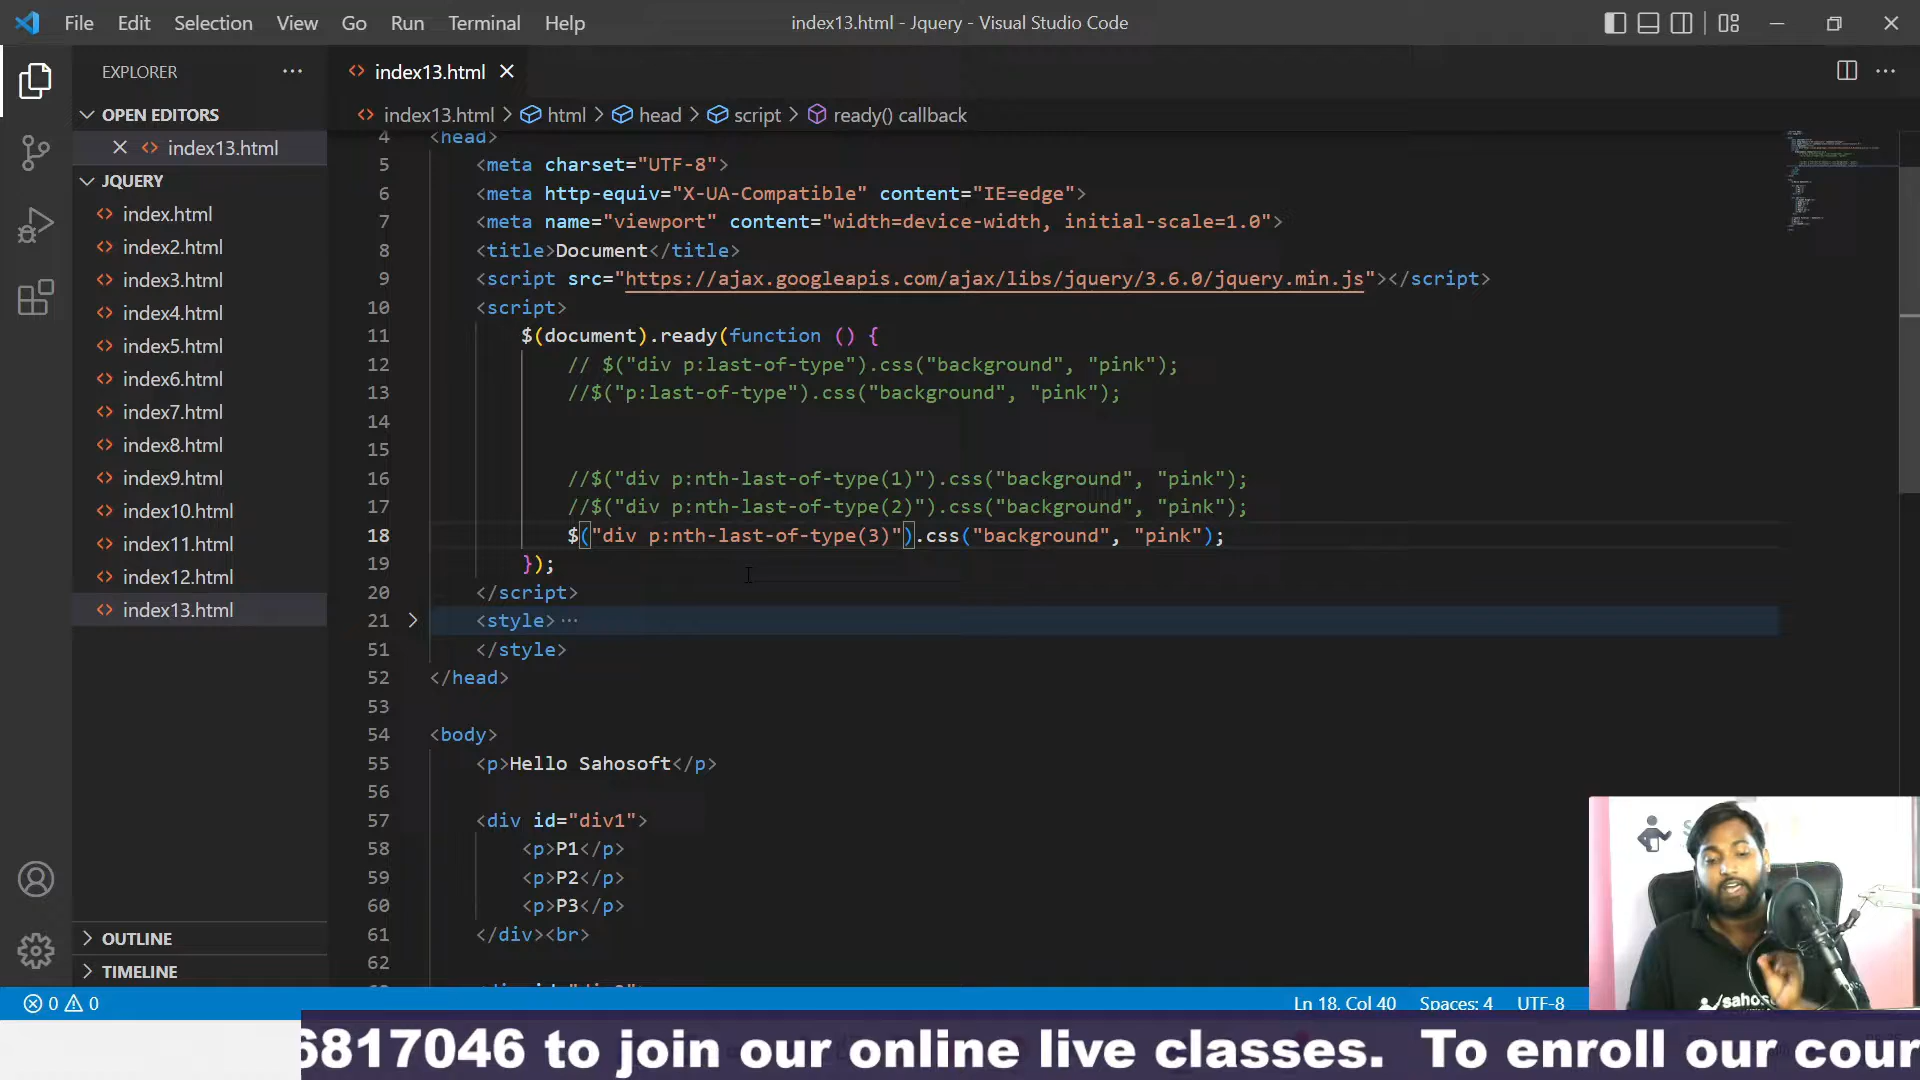 File Edit Selection View Go Run Terminal Help
index13.html - Jquery - Visual Studio Code
EXPLORER
OPEN EDITORS
index13.html
JQUERY
index.html
index2.html
index3.html
index4.html
index5.html
index6.html
index7.html
index8.html
index9.html
index10.html
index11.html
index12.html
index13.html
OUTLINE
TIMELINE
index13.html
index13.html > html > head > script > ready() callback
4 <head>
5 <meta charset="UTF-8">
6 <meta http-equiv="X-UA-Compatible" content="IE=edge">
7 <meta name="viewport" content="width=device-width, initial-scale=1.0">
8 <title>Document</title>
9 <script src="https://ajax.googleapis.com/ajax/libs/jquery/3.6.0/jquery.min.js"></script>
10 <script>
11 $(document).ready(function () {
12 // $("div p:last-of-type").css("background", "pink");
13 //$("p:last-of-type").css("background", "pink");
14
15
16 //$("div p:nth-last-of-type(1)").css("background", "pink");
17 //$("div p:nth-last-of-type(2)").css("background", "pink");
18 $("div p:nth-last-of-type(3)").css("background", "pink");
19 });
20 </script>
21 <style> ...
51 </style>
52 </head>
53
54 <body>
55 <p>Hello Sahosoft</p>
56
57 <div id="div1">
58 <p>P1</p>
59 <p>P2</p>
60 <p>P3</p>
61 </div><br>
62
0 0
Ln 18, Col 40 Spaces: 4 UTF-8
6817046 to join our online live classes. To enroll our cour